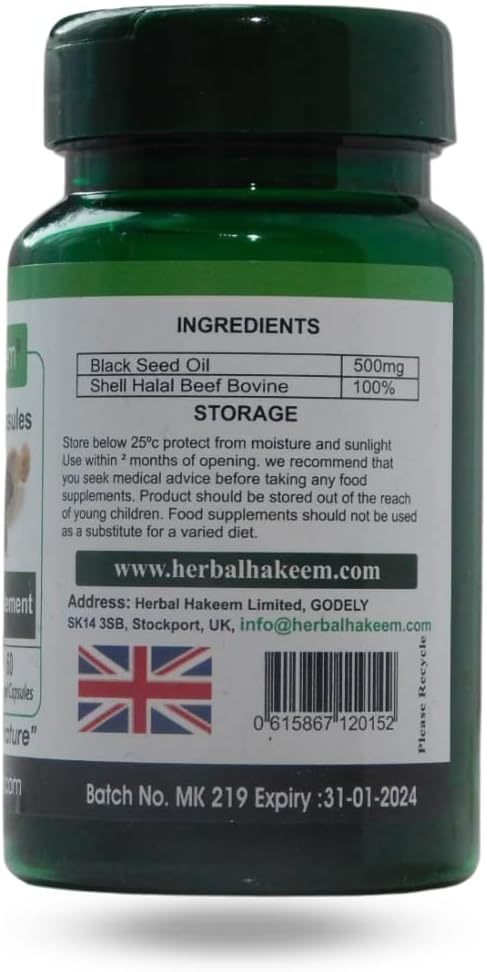 INGREDIENTS
Black Seed Oil 500mg
Shell Halal Beef Bovine 100%
STORAGE
Store below 25ºc protect from moisture and sunlight
Use within ² months of opening. we recommend that
you seek medical advice before taking any food
supplements. Product should be stored out of the reach
of young children. Food supplements should not be used
as a substitute for a varied diet.
www.herbalhakeem.com
Address: Herbal Hakeem Limited, GODELY
SK14 3SB, Stockport, UK, info@herbalhakeem.com
0 615867 120152
Please Recycle
Batch No. MK 219 Expiry :31-01-2024
60
Capsules